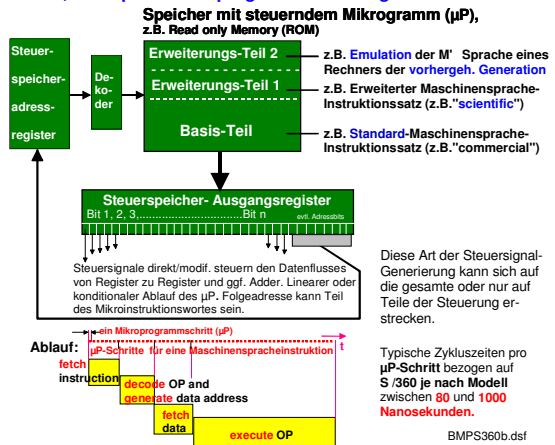 Speicher mit steuerndem Mikrogramm (µP),
z.B. Read only Memory (ROM)
Steuer-
speicher-
adress-
register
De-
ko-
der
Erweiterungs-Teil 2
Erweiterungs-Teil 1
Basis-Teil
z.B. Emulation der M' Sprache eines
Rechners der vorhergeh. Generation
z.B. Erweiterter Maschinensprache-
Instruktionssatz (z.B."scientific")
z.B. Standard-Maschinensprache-
Instruktionssatz (z.B."commercial")
Steuerspeicher- Ausgangsregister
Bit 1, 2, 3,................................Bit n evtl. Adressbits
Steuersignale direkt/modif. steuern den Datenflusses
von Register zu Register und ggf. Adder. Linearer oder
konditionaler Ablauf des µP. Folgeadresse kann Teil
des Mikroinstruktionswortes sein.
Diese Art der Steuersignal-
Generierung kann sich auf
die gesamte oder nur auf
Teile der Steuerung er-
strecken.
Typische Zykluszeiten pro
µP-Schritt bezogen auf
S /360 je nach Modell
zwischen 80 und 1000
Nanosekunden.
ein Mikroprogrammschritt (µP)
Ablauf: µP-Schritte für eine Maschinenspracheinstruktion t
fetch
instruction
decode OP and
generate data address
fetch
data
execute OP
BMPS360b.dsf